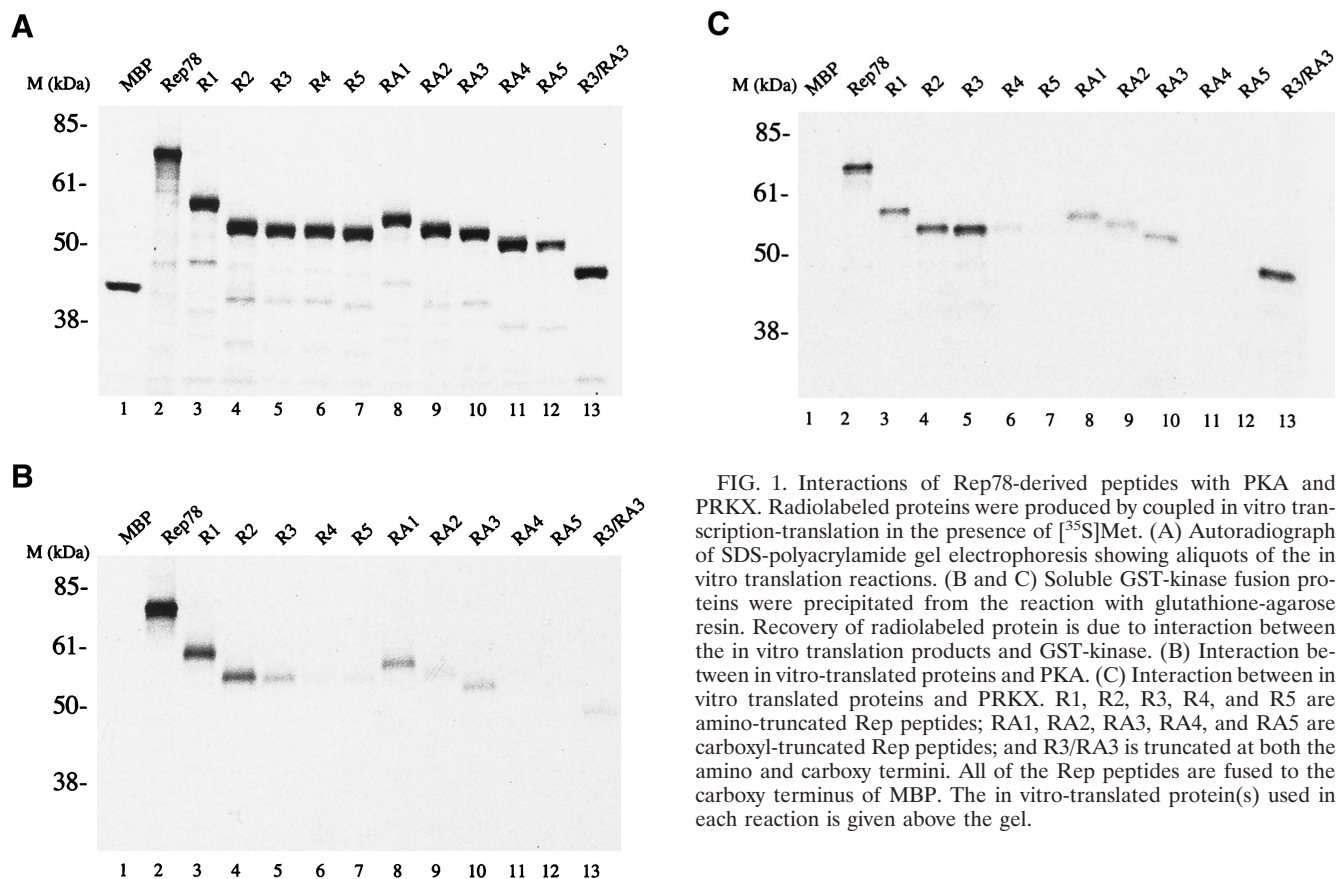 A
M (kDa) MBP Rep78 R1 R2 R3 R4 R5 RA1 RA2 RA3 RA4 RA5 R3/RA3
85-
61-
50-
38-
1 2 3 4 5 6 7 8 9 10 11 12 13
B
M (kDa) MBP Rep78 R1 R2 R3 R4 R5 RA1 RA2 RA3 RA4 RA5 R3/RA3
85-
61-
50-
38-
1 2 3 4 5 6 7 8 9 10 11 12 13
C
M (kDa) MBP Rep78 R1 R2 R3 R4 R5 RA1 RA2 RA3 RA4 RA5 R3/RA3
85-
61-
50-
38-
1 2 3 4 5 6 7 8 9 10 11 12 13
FIG. 1. Interactions of Rep78-derived peptides with PKA and
PRKX. Radiolabeled proteins were produced by coupled in vitro tran-
scription-translation in the presence of [³⁵S]Met. (A) Autoradiograph
of SDS-polyacrylamide gel electrophoresis showing aliquots of the in
vitro translation reactions. (B and C) Soluble GST-kinase fusion pro-
teins were precipitated from the reaction with glutathione-agarose
resin. Recovery of radiolabeled protein is due to interaction between
the in vitro translation products and GST-kinase. (B) Interaction be-
tween in vitro-translated proteins and PKA. (C) Interaction between in
vitro translated proteins and PRKX. R1, R2, R3, R4, and R5 are
amino-truncated Rep peptides; RA1, RA2, RA3, RA4, and RA5 are
carboxyl-truncated Rep peptides; and R3/RA3 is truncated at both the
amino and carboxy termini. All of the Rep peptides are fused to the
carboxy terminus of MBP. The in vitro-translated protein(s) used in
each reaction is given above the gel.